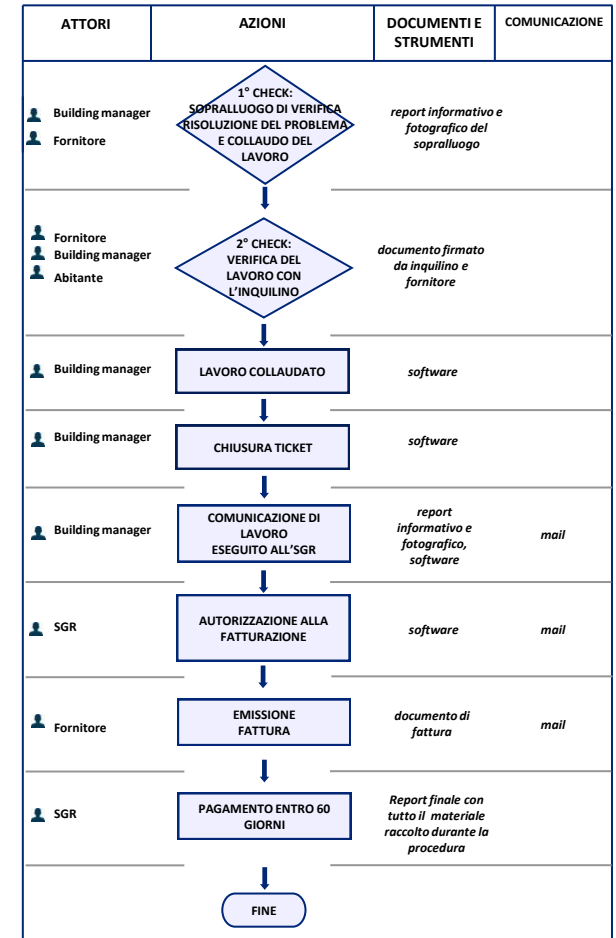 ATTORI
AZIONI
DOCUMENTI E
STRUMENTI
COMUNICAZIONE
Building manager
Fornitore
1° CHECK:
SOPRALLUOGO DI VERIFICA
RISOLUZIONE DEL PROBLEMA
E COLLAUDO DEL
LAVORO
report informativo e
fotografico del
sopralluogo
Fornitore
Building manager
Abitante
2° CHECK:
VERIFICA DEL
LAVORO CON
L'INQUILINO
documento firmato
da inquilino e
fornitore
Building manager
LAVORO COLLAUDATO
software
Building manager
CHIUSURA TICKET
software
Building manager
COMUNICAZIONE DI
LAVORO
ESEGUITO ALL'SGR
report
informativo e
fotografico,
software
mail
SGR
AUTORIZZAZIONE ALLA
FATTURAZIONE
software
mail
Fornitore
EMISSIONE
FATTURA
documento di
fattura
mail
SGR
PAGAMENTO ENTRO 60
GIORNI
Report finale con
tutto il materiale
raccolto durante la
procedura
FINE